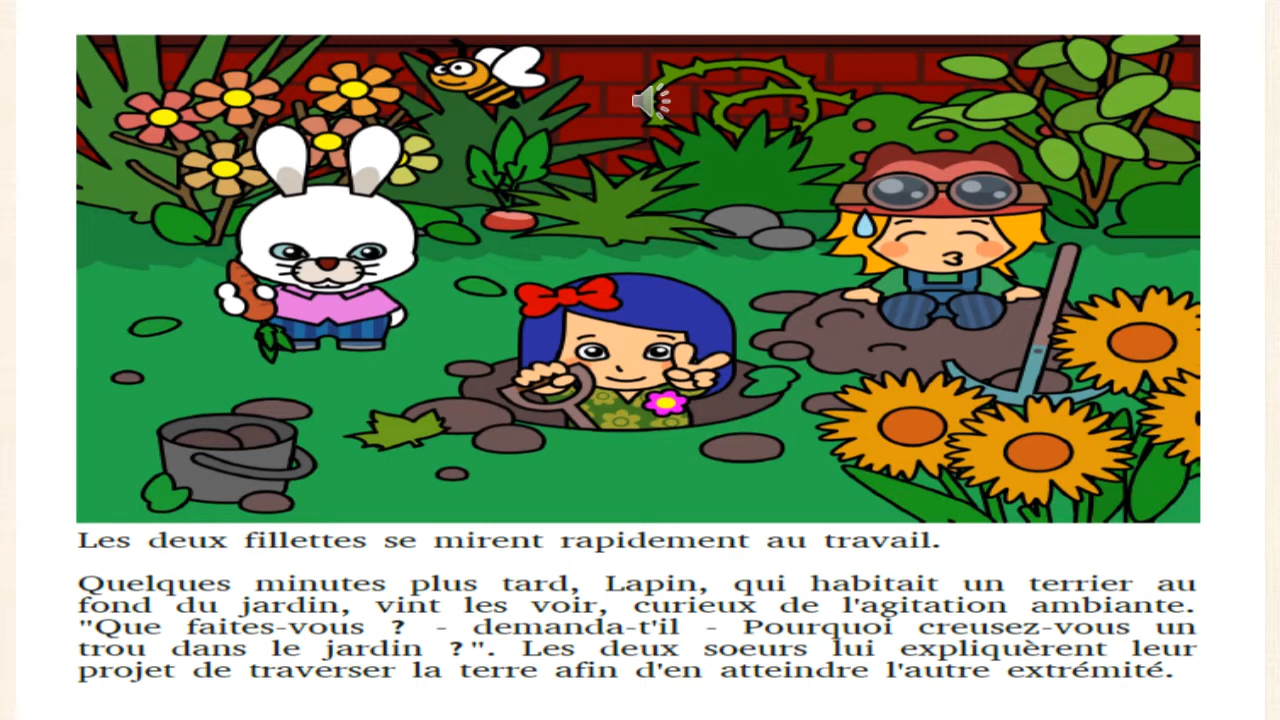 Les deux fillettes se mirent rapidement au travail.
Quelques minutes plus tard, Lapin, qui habitait un terrier au
fond du jardin, vint les voir, curieux de l'agitation ambiante.
"Que faites-vous ? - demanda-t'il - Pourquoi creusez-vous un
trou dans le jardin ?". Les deux soeurs lui expliquèrent leur
projet de traverser la terre afin d'en atteindre l'autre extrémité.